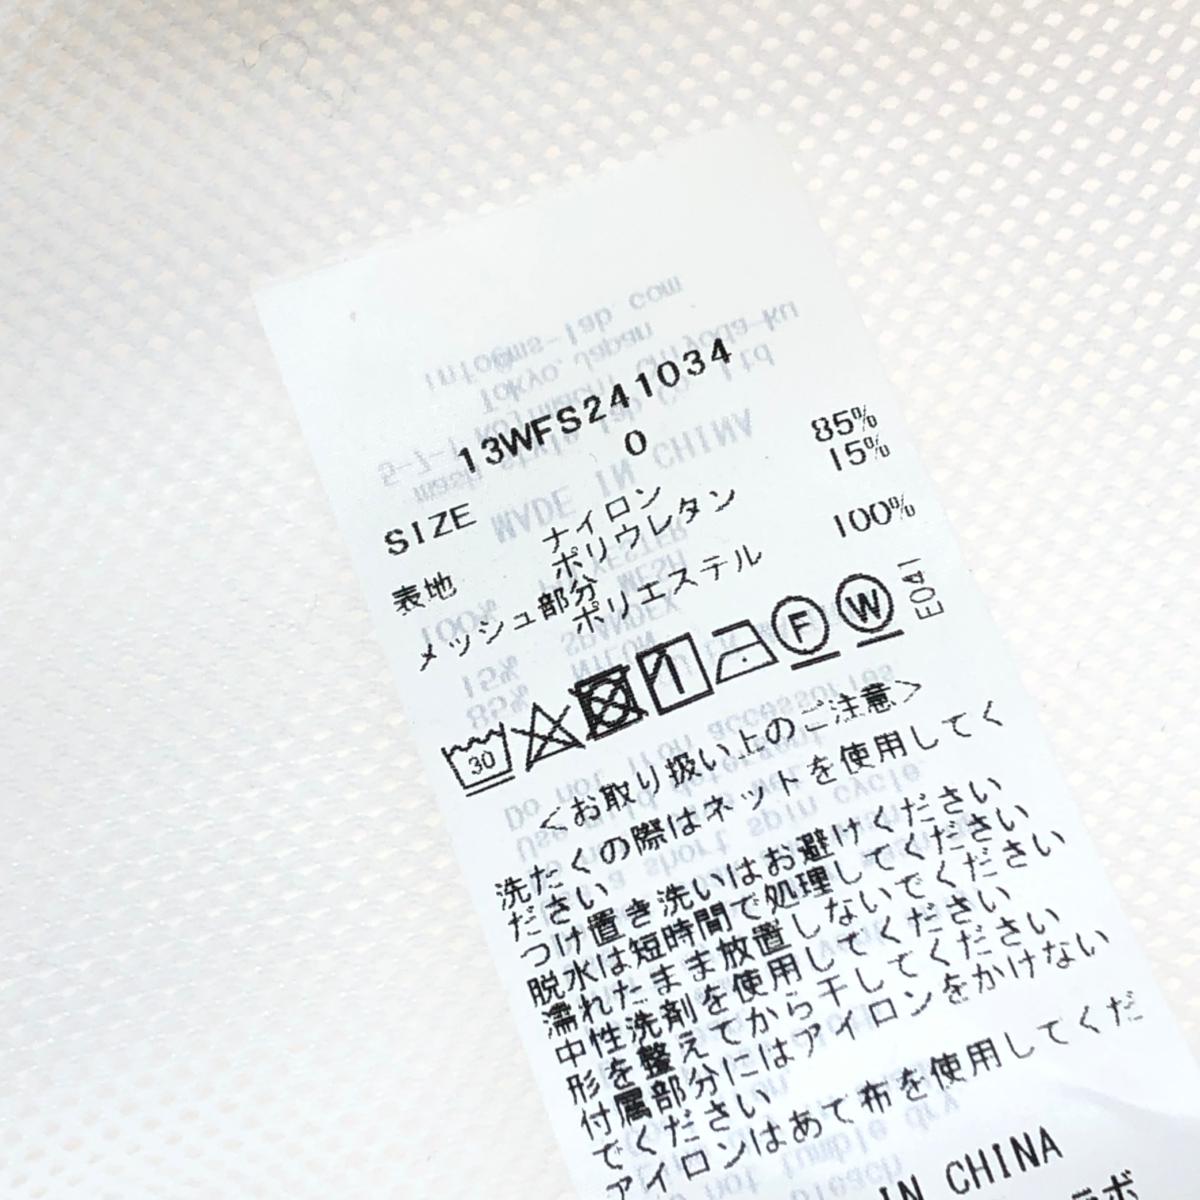 13WFS241034
SIZE 0
表地 ナイロン 85%
ポリウレタン 15%
メッシュ部分
ポリエステル 100%
30 F W E041
<お取り扱い上のご注意>
洗たくの際はネットを使用してく
ださい
つけ置き洗いはお避けください
脱水は短時間で処理してください
濡れたまま放置しないでください
中性洗剤を使用してください
形を整えてから干してください
付属部分にはアイロンをかけない
でください
アイロンはあて布を使用してくだ
IN CHINA
ラボ